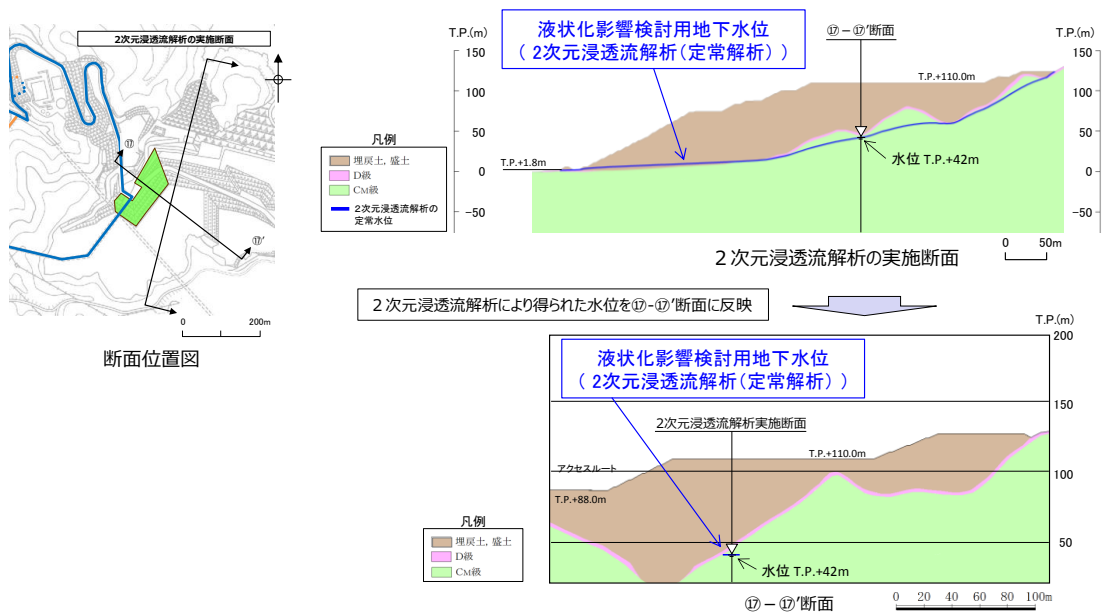 2次元浸透流解析の実施断面
⑰
⑰’
0 200m
断面位置図
T.P.(m)
150
100
50
0
−50
液状化影響検討用地下水位
( 2次元浸透流解析(定常解析) )
⑰ー⑰’断面
T.P.+110.0m
T.P.+1.8m
水位 T.P.+42m
T.P.(m)
150
100
50
0
−50
0 50m
凡例
埋戻土, 盛土
D級
CM級
2次元浸透流解析の
定常水位
2次元浸透流解析の実施断面
2次元浸透流解析により得られた水位を⑰-⑰’断面に反映
T.P.(m)
200
150
100
50
液状化影響検討用地下水位
( 2次元浸透流解析(定常解析) )
2次元浸透流解析実施断面
アクセスルート
T.P.+110.0m
T.P.+88.0m
水位 T.P.+42m
凡例
埋戻土, 盛土
D級
CM級
⑰－⑰’断面
0 20 40 60 80 100m